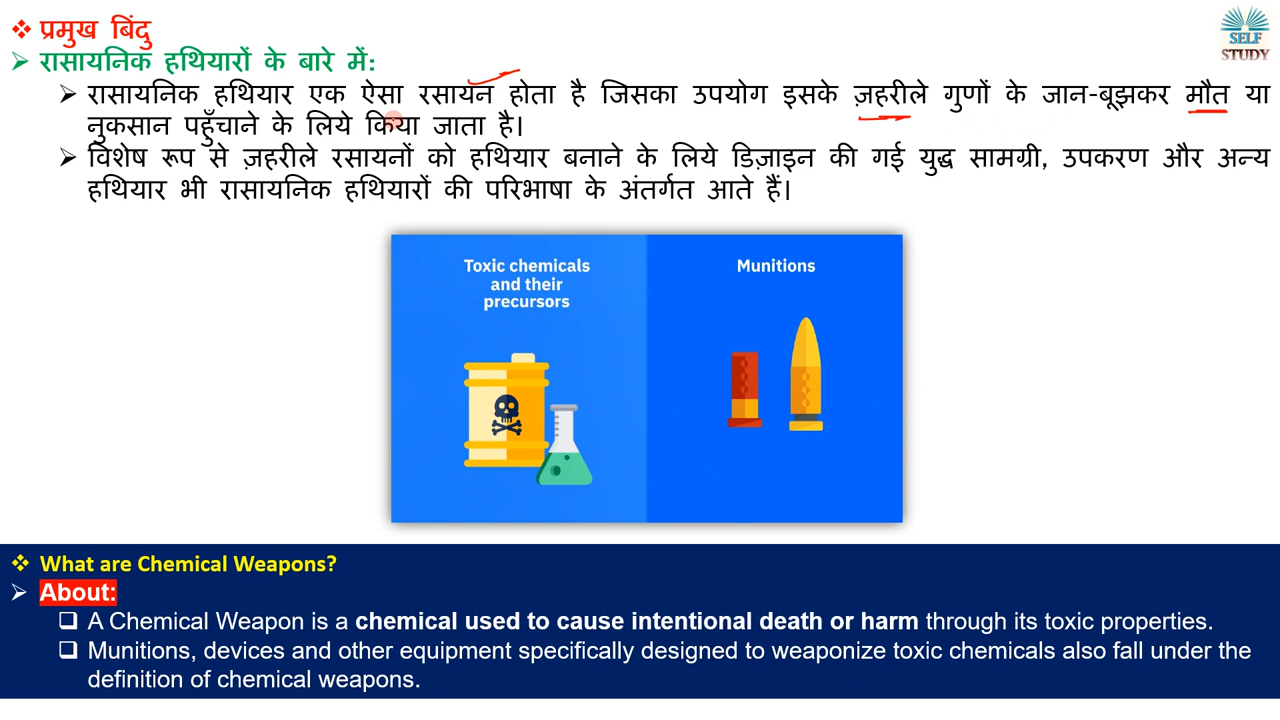 ❖ प्रमुख बिंदु
SELF
STUDY
➤ रासायनिक हथियारों के बारे में:
➤ रासायनिक हथियार एक ऐसा रसायन होता है जिसका उपयोग इसके ज़हरीले गुणों के जान-बूझकर मौत या
नुकसान पहुँचाने के लिये किया जाता है।
➤ विशेष रूप से ज़हरीले रसायनों को हथियार बनाने के लिये डिज़ाइन की गई युद्ध सामग्री, उपकरण और अन्य
हथियार भी रासायनिक हथियारों की परिभाषा के अंतर्गत आते हैं।
Toxic chemicals
and their
precursors
Munitions
❖ What are Chemical Weapons?
➤ About:
❑ A Chemical Weapon is a chemical used to cause intentional death or harm through its toxic properties.
❑ Munitions, devices and other equipment specifically designed to weaponize toxic chemicals also fall under the
definition of chemical weapons.